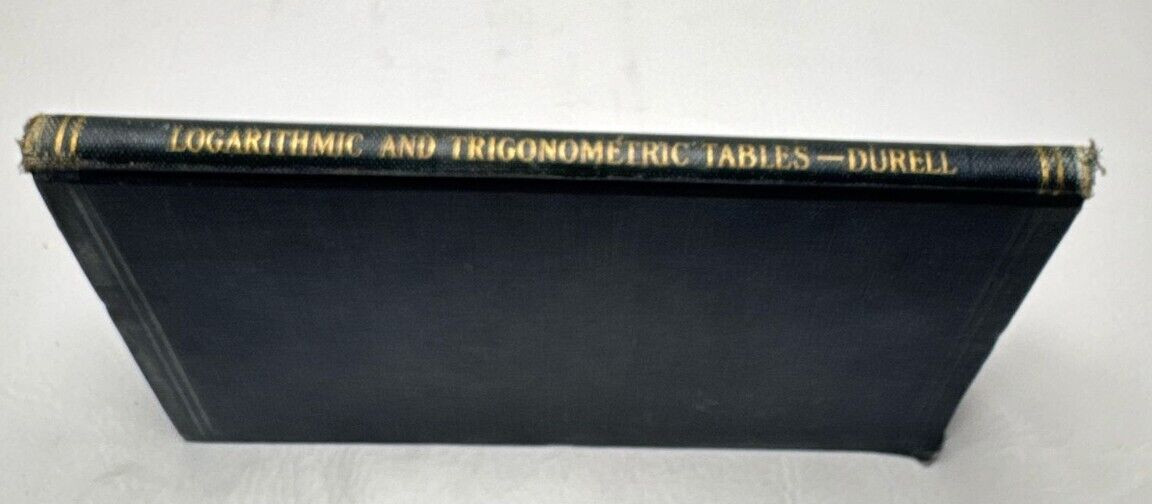 LOGARITHMIC AND TRIGONOMETRIC TABLES—DURELL